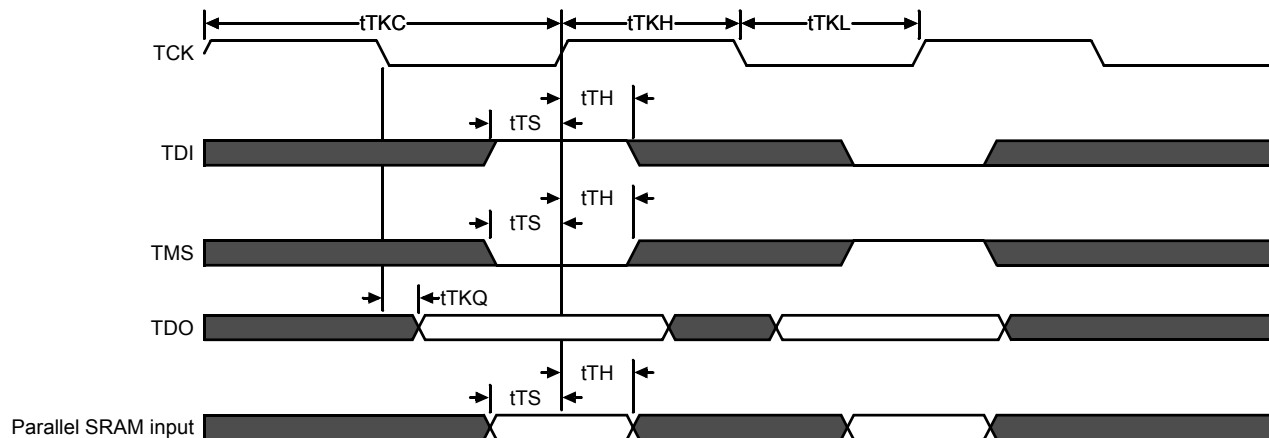 tTKC tTKH tTKL
TCK
tTH
tTS
TDI
tTH
tTS
TMS
tTKQ
TDO
tTH
tTS
Parallel SRAM input